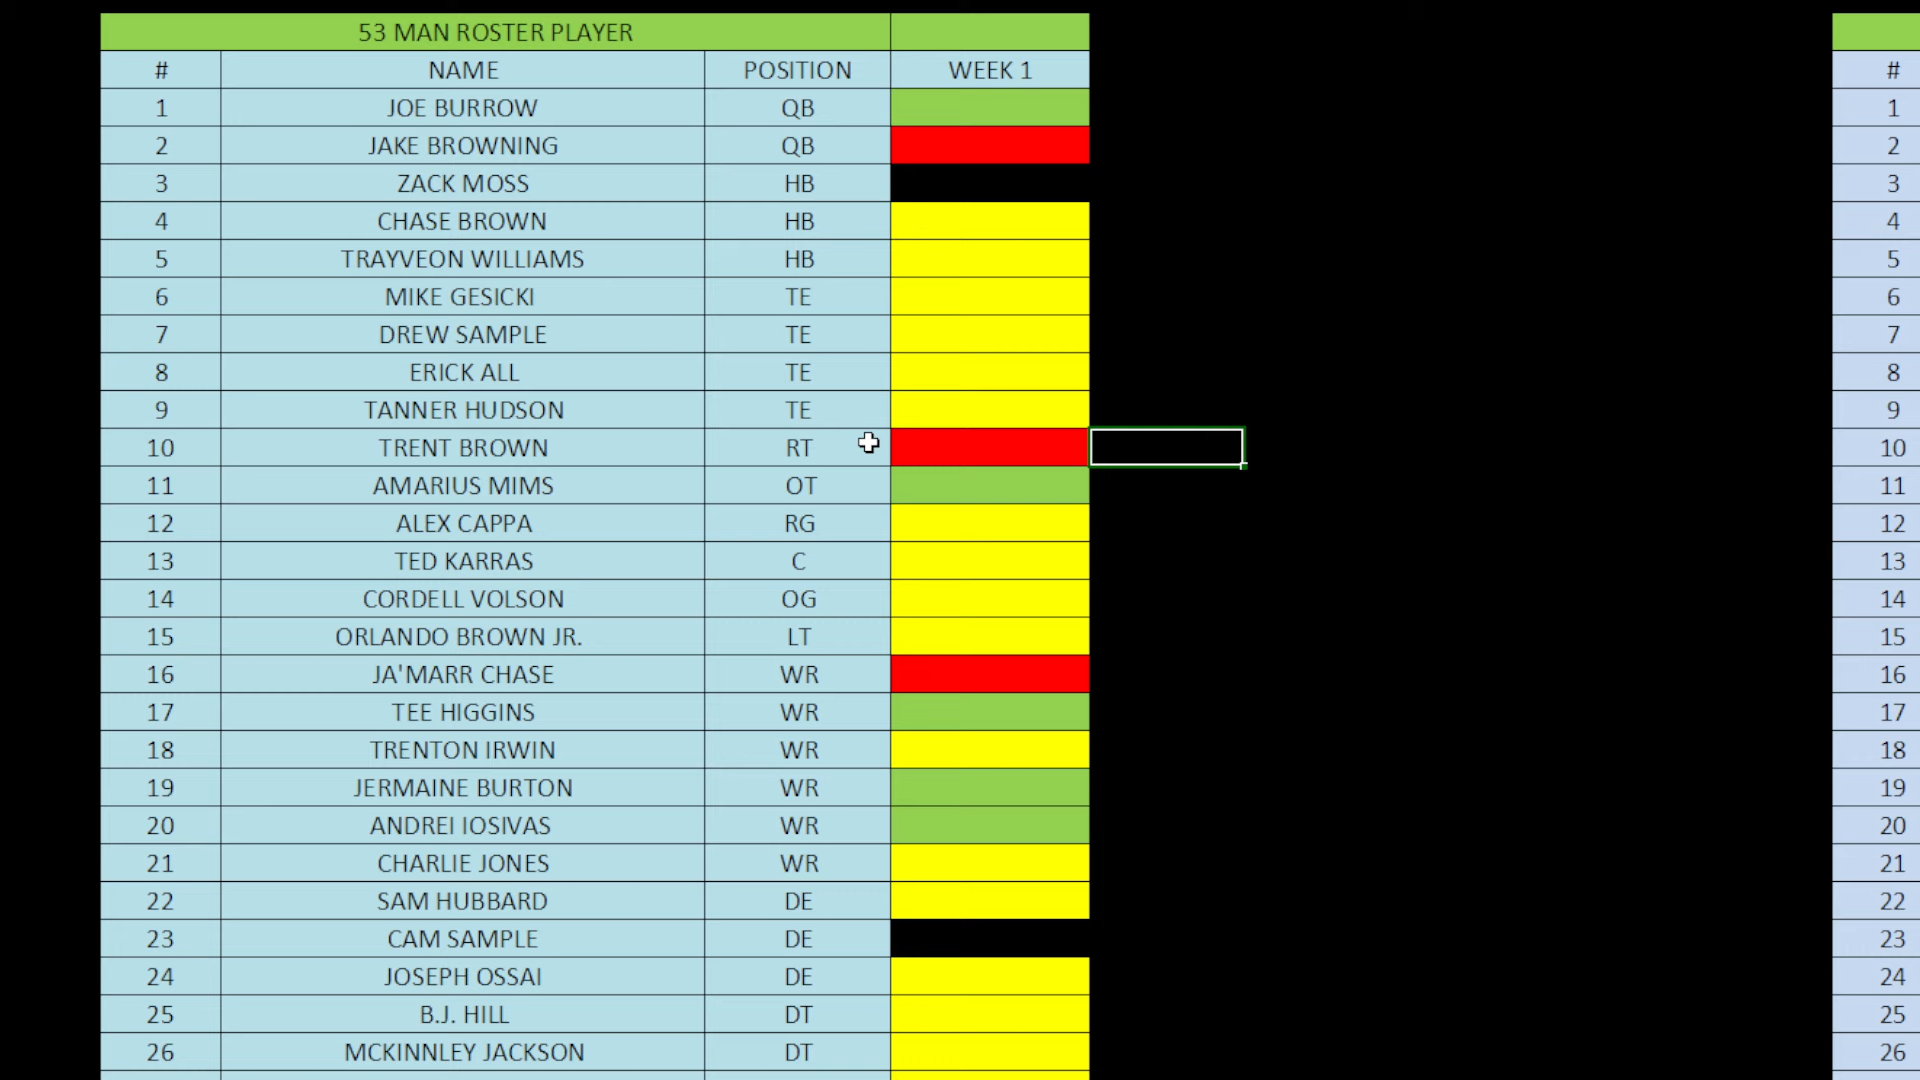 53 MAN ROSTER PLAYER
# NAME POSITION WEEK 1 #
1 JOE BURROW QB 1
2 JAKE BROWNING QB 2
3 ZACK MOSS HB 3
4 CHASE BROWN HB 4
5 TRAYVEON WILLIAMS HB 5
6 MIKE GESICKI TE 6
7 DREW SAMPLE TE 7
8 ERICK ALL TE 8
9 TANNER HUDSON TE 9
10 TRENT BROWN RT 10
11 AMARIUS MIMS OT 11
12 ALEX CAPPA RG 12
13 TED KARRAS C 13
14 CORDELL VOLSON OG 14
15 ORLANDO BROWN JR. LT 15
16 JA'MARR CHASE WR 16
17 TEE HIGGINS WR 17
18 TRENTON IRWIN WR 18
19 JERMAINE BURTON WR 19
20 ANDREI IOSIVAS WR 20
21 CHARLIE JONES WR 21
22 SAM HUBBARD DE 22
23 CAM SAMPLE DE 23
24 JOSEPH OSSAI DE 24
25 B.J. HILL DT 25
26 MCKINNLEY JACKSON DT 26